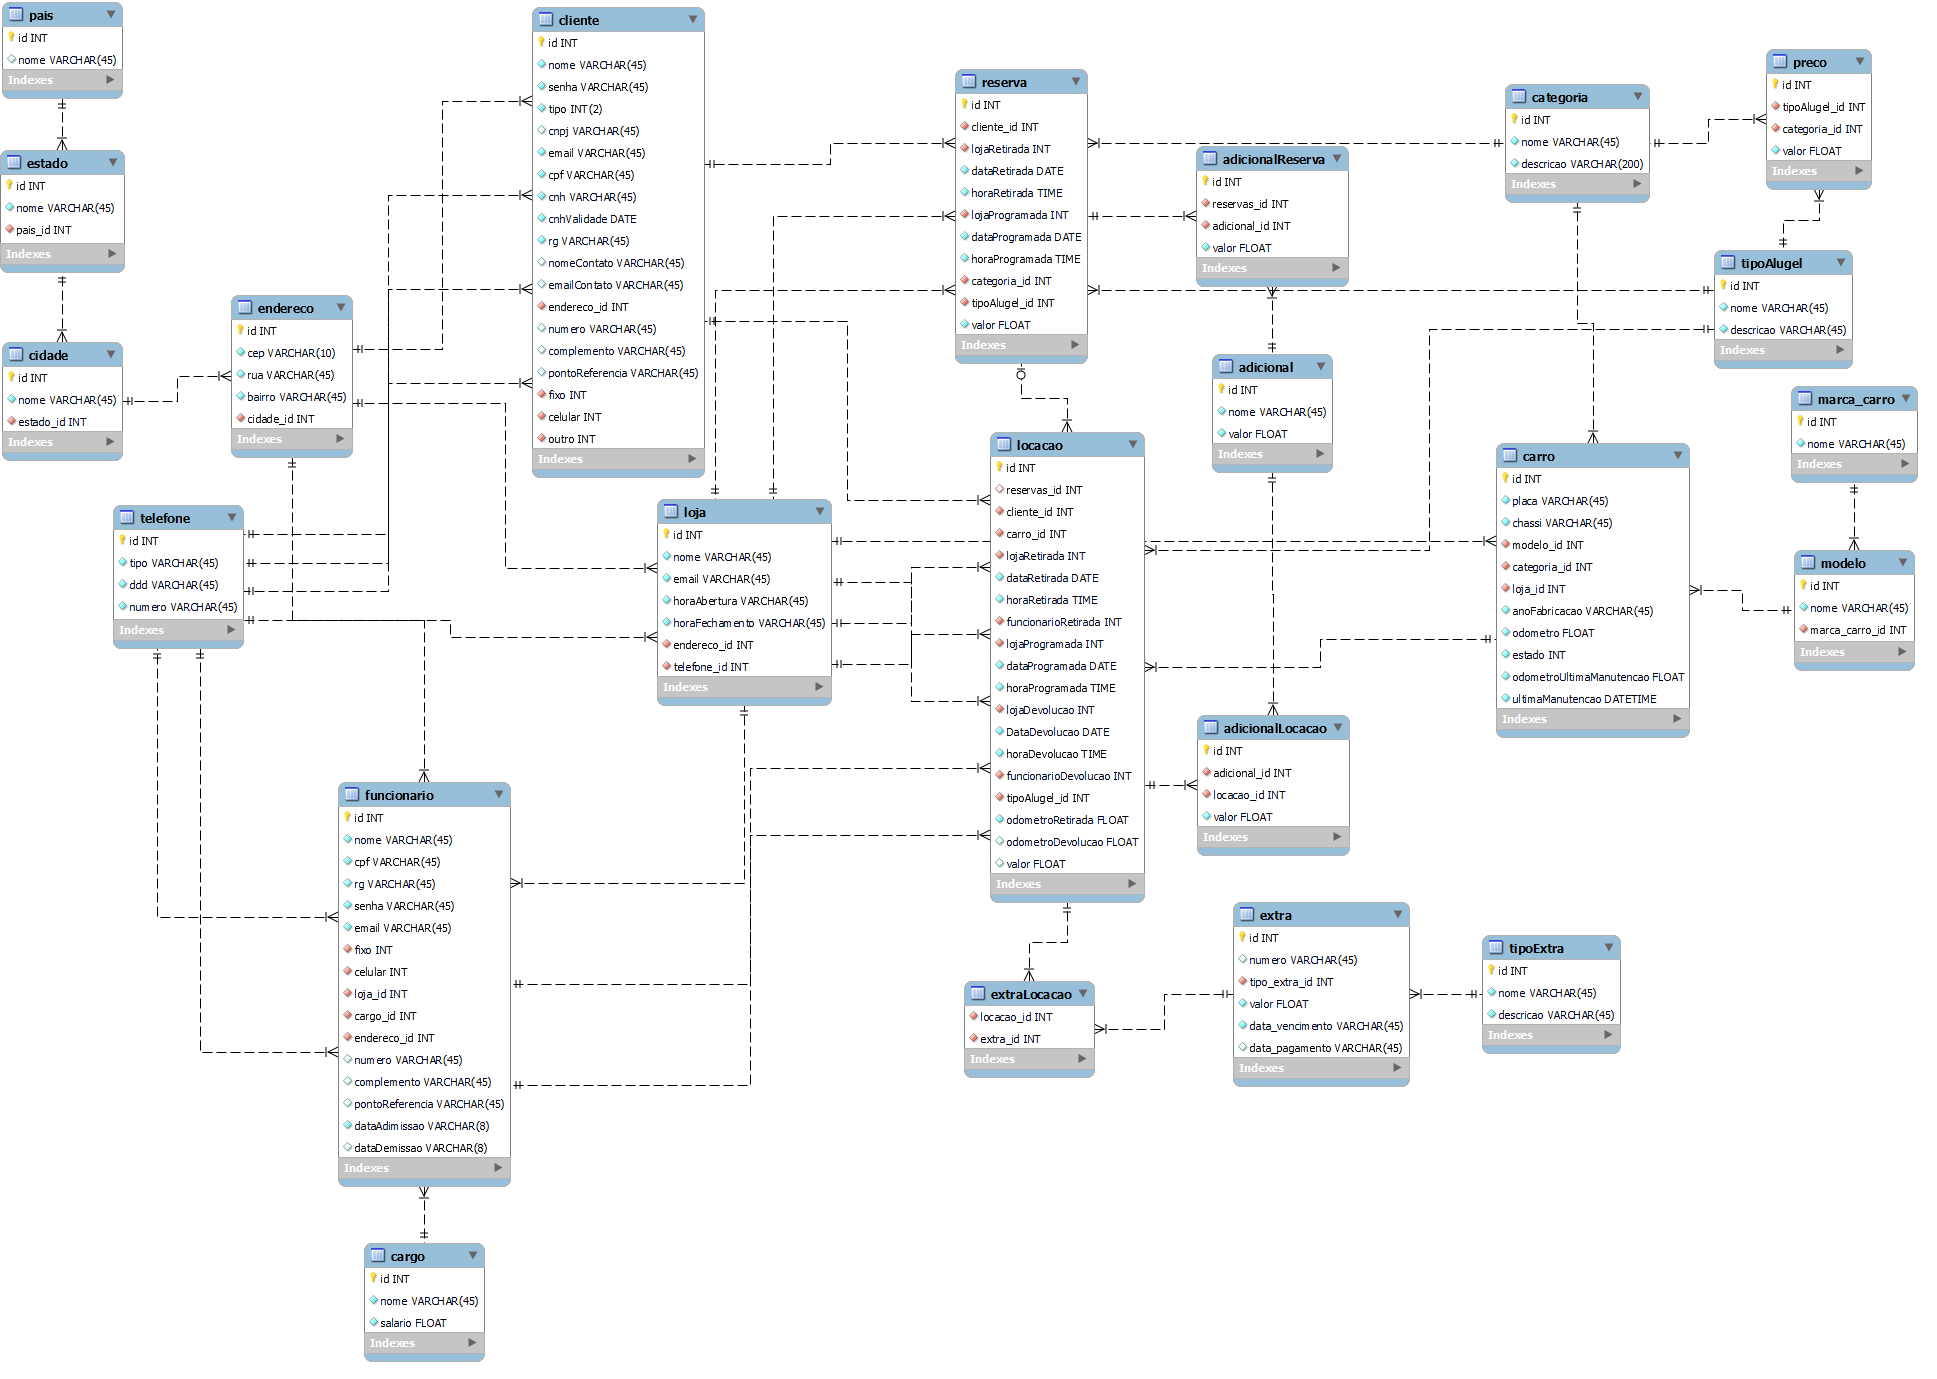 pais
id INT
nome VARCHAR(45)
Indexes
estado
id INT
nome VARCHAR(45)
pais_id INT
Indexes
cidade
id INT
nome VARCHAR(45)
estado_id INT
Indexes
endereco
id INT
cep VARCHAR(10)
rua VARCHAR(45)
bairro VARCHAR(45)
cidade_id INT
Indexes
telefone
id INT
tipo VARCHAR(45)
ddd VARCHAR(45)
numero VARCHAR(45)
Indexes
cliente
id INT
nome VARCHAR(45)
senha VARCHAR(45)
tipo INT(2)
cnpj VARCHAR(45)
email VARCHAR(45)
cpf VARCHAR(45)
cnh VARCHAR(45)
cnhValidade DATE
rg VARCHAR(45)
nomeContato VARCHAR(45)
emailContato VARCHAR(45)
endereco_id INT
numero VARCHAR(45)
complemento VARCHAR(45)
pontoReferencia VARCHAR(45)
fixo INT
celular INT
outro INT
Indexes
loja
id INT
nome VARCHAR(45)
email VARCHAR(45)
horaAbertura VARCHAR(45)
horaFechamento VARCHAR(45)
endereco_id INT
telefone_id INT
Indexes
funcionario
id INT
nome VARCHAR(45)
cpf VARCHAR(45)
rg VARCHAR(45)
senha VARCHAR(45)
email VARCHAR(45)
fixo INT
celular INT
loja_id INT
cargo_id INT
endereco_id INT
numero VARCHAR(45)
complemento VARCHAR(45)
pontoReferencia VARCHAR(45)
dataAdimissao VARCHAR(8)
dataDemissao VARCHAR(8)
Indexes
cargo
id INT
nome VARCHAR(45)
salario FLOAT
Indexes
reserva
id INT
cliente_id INT
lojaRetirada INT
dataRetirada DATE
horaRetirada TIME
lojaProgramada INT
dataProgramada DATE
horaProgramada TIME
categoria_id INT
tipoAlugel_id INT
valor FLOAT
Indexes
locacao
id INT
reservas_id INT
cliente_id INT
carro_id INT
lojaRetirada INT
dataRetirada DATE
horaRetirada TIME
funcionarioRetirada INT
lojaProgramada INT
dataProgramada DATE
horaProgramada TIME
lojaDevolucao INT
DataDevolucao DATE
horaDevolucao TIME
funcionarioDevolucao INT
tipoAlugel_id INT
odometroRetirada FLOAT
odometroDevolucao FLOAT
valor FLOAT
Indexes
extraLocacao
locacao_id INT
extra_id INT
Indexes
adicionalReserva
id INT
reservas_id INT
adicional_id INT
valor FLOAT
Indexes
adicional
id INT
nome VARCHAR(45)
valor FLOAT
Indexes
adicionalLocacao
id INT
adicional_id INT
locacao_id INT
valor FLOAT
Indexes
extra
id INT
numero VARCHAR(45)
tipo_extra_id INT
valor FLOAT
data_vencimento VARCHAR(45)
data_pagamento VARCHAR(45)
Indexes
tipoExtra
id INT
nome VARCHAR(45)
descricao VARCHAR(45)
Indexes
categoria
id INT
nome VARCHAR(45)
descricao VARCHAR(200)
Indexes
preco
id INT
tipoAlugel_id INT
categoria_id INT
valor FLOAT
Indexes
tipoAlugel
id INT
nome VARCHAR(45)
descricao VARCHAR(45)
Indexes
carro
id INT
placa VARCHAR(45)
chassi VARCHAR(45)
modelo_id INT
categoria_id INT
loja_id INT
anoFabricacao VARCHAR(45)
odometro FLOAT
estado INT
odometroUltimaManutencao FLOAT
ultimaManutencao DATETIME
Indexes
marca_carro
id INT
nome VARCHAR(45)
Indexes
modelo
id INT
nome VARCHAR(45)
marca_carro_id INT
Indexes